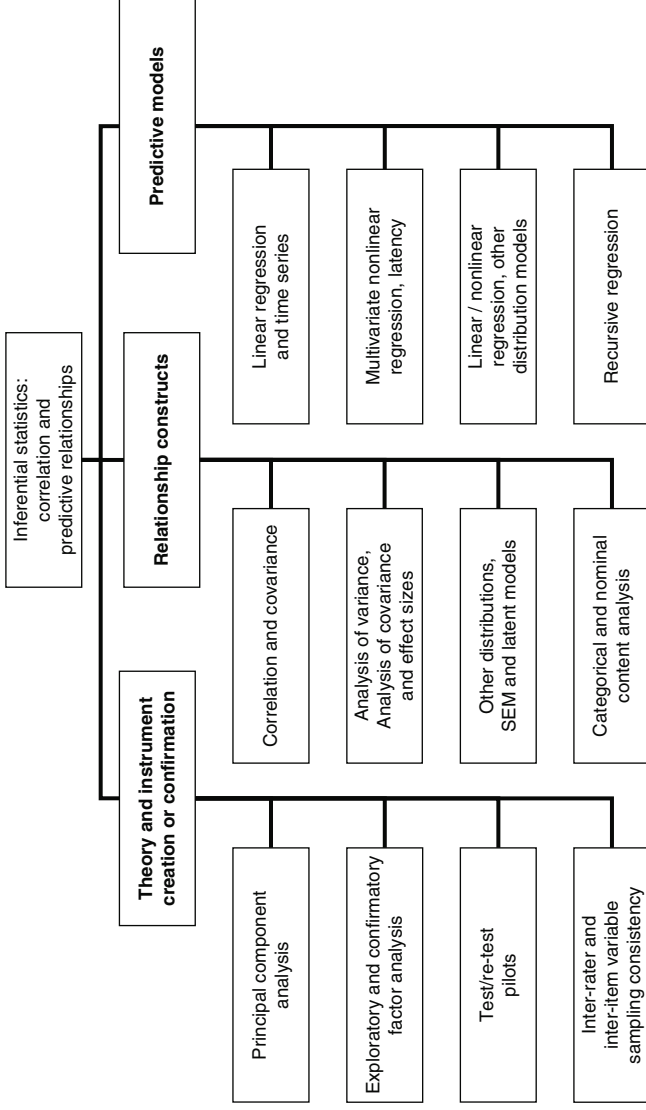 Inferential statistics:
correlation and
predictive relationships
Theory and instrument
creation or confirmation
Principal component
analysis
Exploratory and confirmatory
factor analysis
Test/re-test
pilots
Inter-rater and
inter-item variable
sampling consistency
Relationship constructs
Correlation and covariance
Analysis of variance,
Analysis of covariance
and effect sizes
Other distributions,
SEM and latent models
Categorical and nominal
content analysis
Predictive models
Linear regression
and time series
Multivariate nonlinear
regression, latency
Linear / nonlinear
regression, other
distribution models
Recursive regression